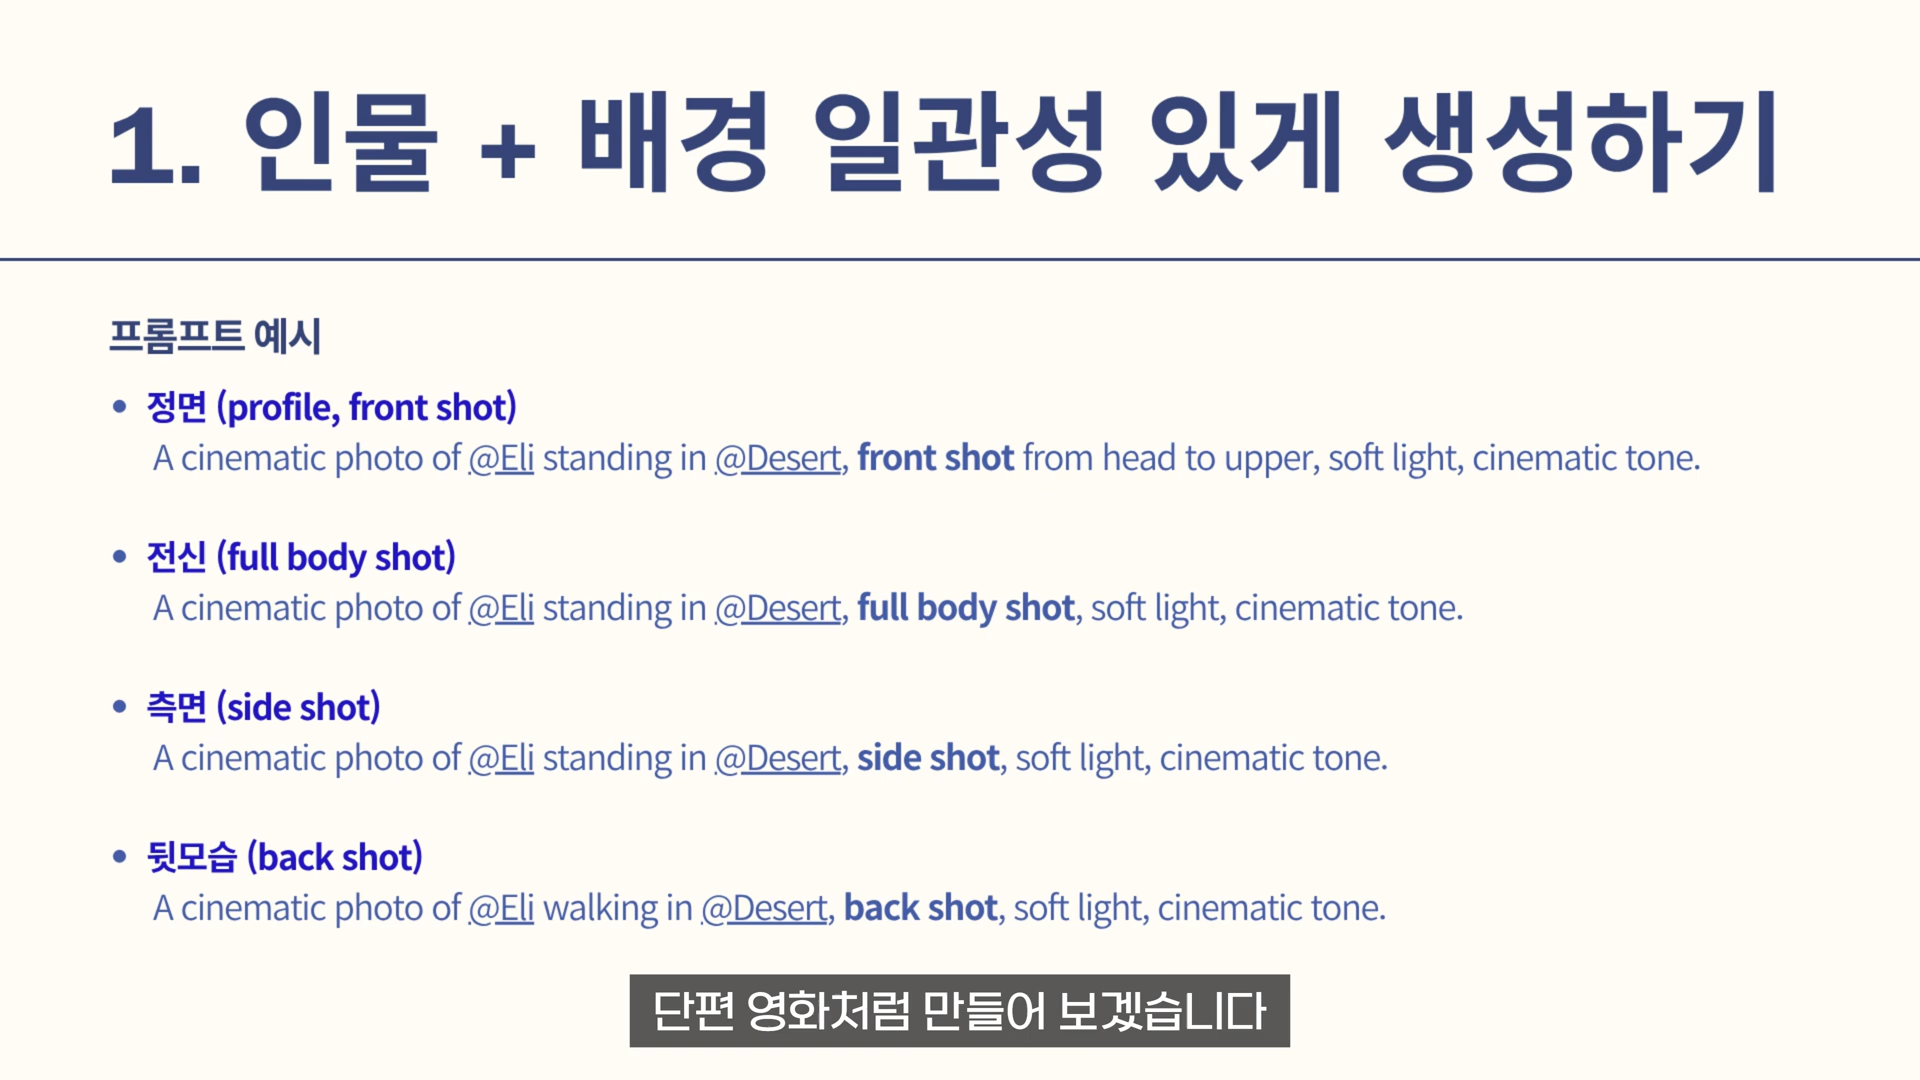 1. 인물 + 배경 일관성 있게 생성하기
프롬프트 예시
• 정면 (profile, front shot)
A cinematic photo of @Eli standing in @Desert, front shot from head to upper, soft light, cinematic tone.
• 전신 (full body shot)
A cinematic photo of @Eli standing in @Desert, full body shot, soft light, cinematic tone.
• 측면 (side shot)
A cinematic photo of @Eli standing in @Desert, side shot, soft light, cinematic tone.
• 뒷모습 (back shot)
A cinematic photo of @Eli walking in @Desert, back shot, soft light, cinematic tone.
단편 영화처럼 만들어 보겠습니다